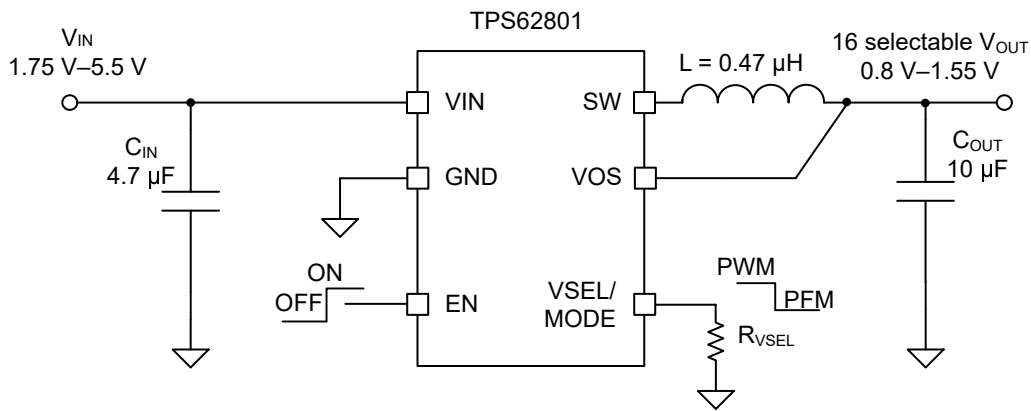 TPS62801
VIN
1.75 V–5.5 V
16 selectable VOUT
0.8 V–1.55 V
L = 0.47 µH
VIN
SW
CIN
4.7 µF
COUT
10 µF
GND
VOS
ON
OFF
EN
VSEL/
MODE
PWM
PFM
RVSEL